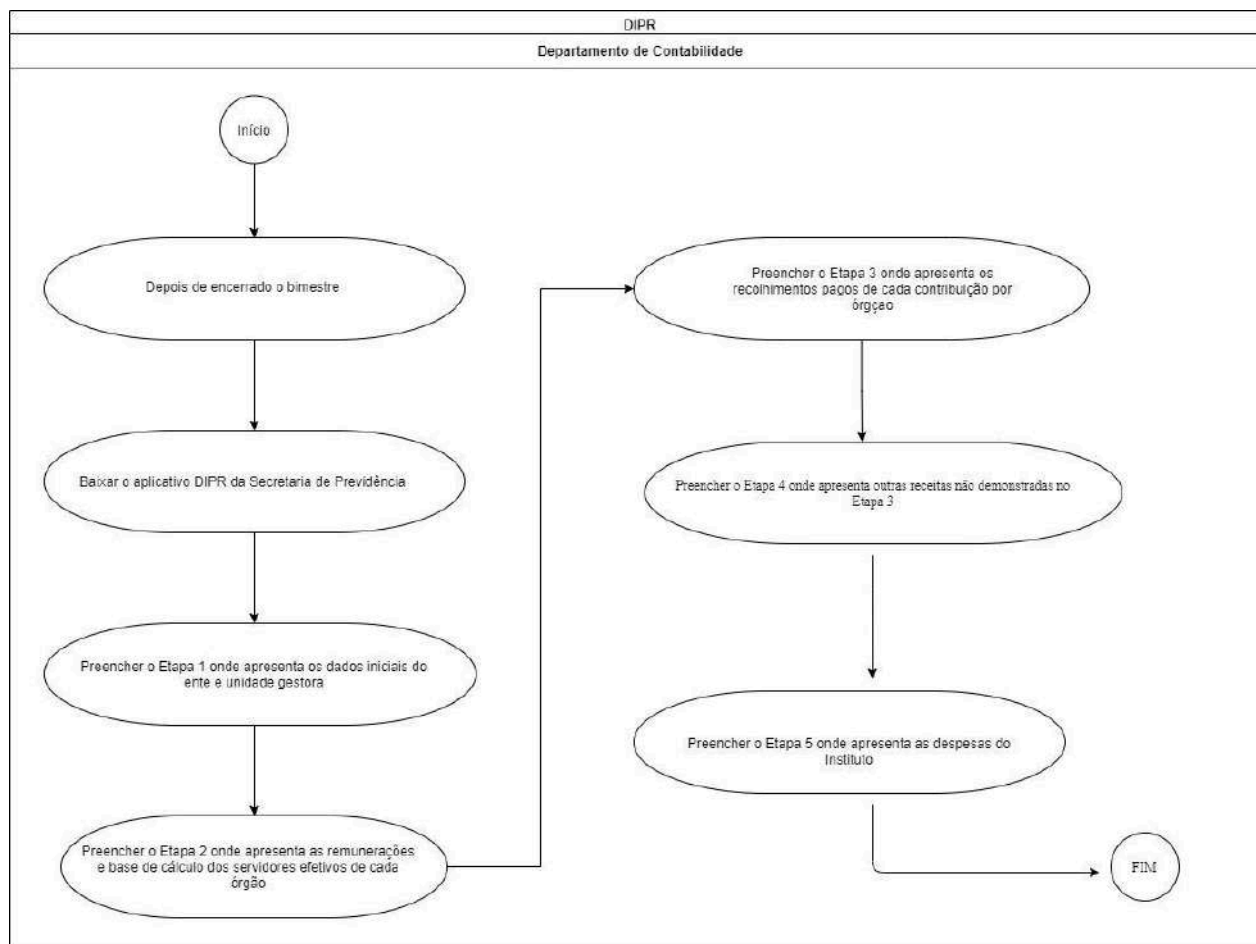 DIPR
Departamento de Contabilidade
Início
Depois de encerrado o bimestre
Baixar o aplicativo DIPR da Secretaria de Previdência
Preencher o Etapa 1 onde apresenta os dados iniciais do
ente e unidade gestora
Preencher o Etapa 2 onde apresenta as remunerações
e base de cálculo dos servidores efetivos de cada
órgão
Preencher o Etapa 3 onde apresenta os
recolhimentos pagos de cada contribuição por
órgçao
Preencher o Etapa 4 onde apresenta outras receitas não demonstradas no
Etapa 3
Preencher o Etapa 5 onde apresenta as despesas do
Instituto
FIM